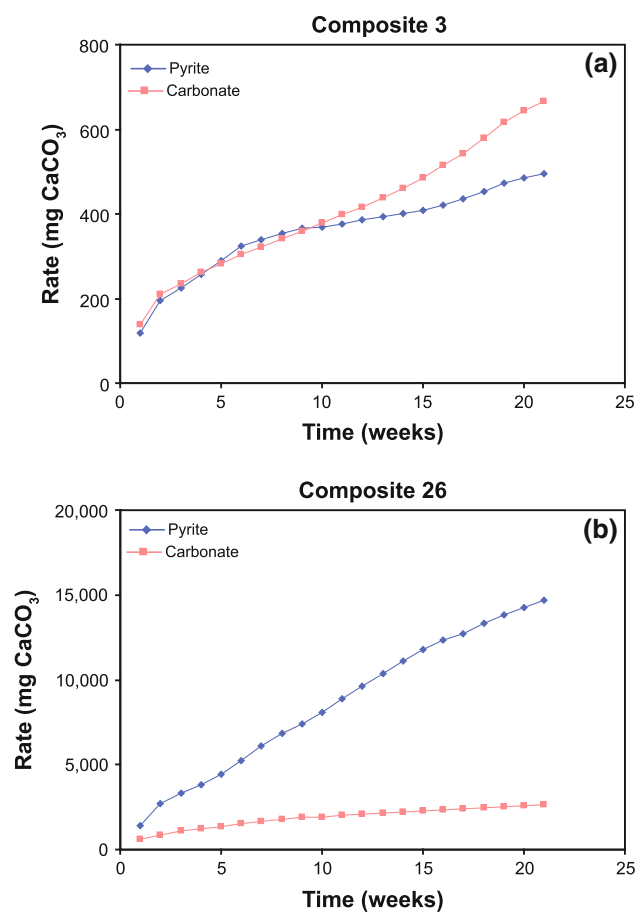 Composite 3
(a)
Pyrite
Carbonate
Rate (mg CaCO₃)
800
600
400
200
0
0 5 10 15 20 25
Time (weeks)
Composite 26
(b)
Pyrite
Carbonate
Rate (mg CaCO₃)
20,000
15,000
10,000
5,000
0
0 5 10 15 20 25
Time (weeks)